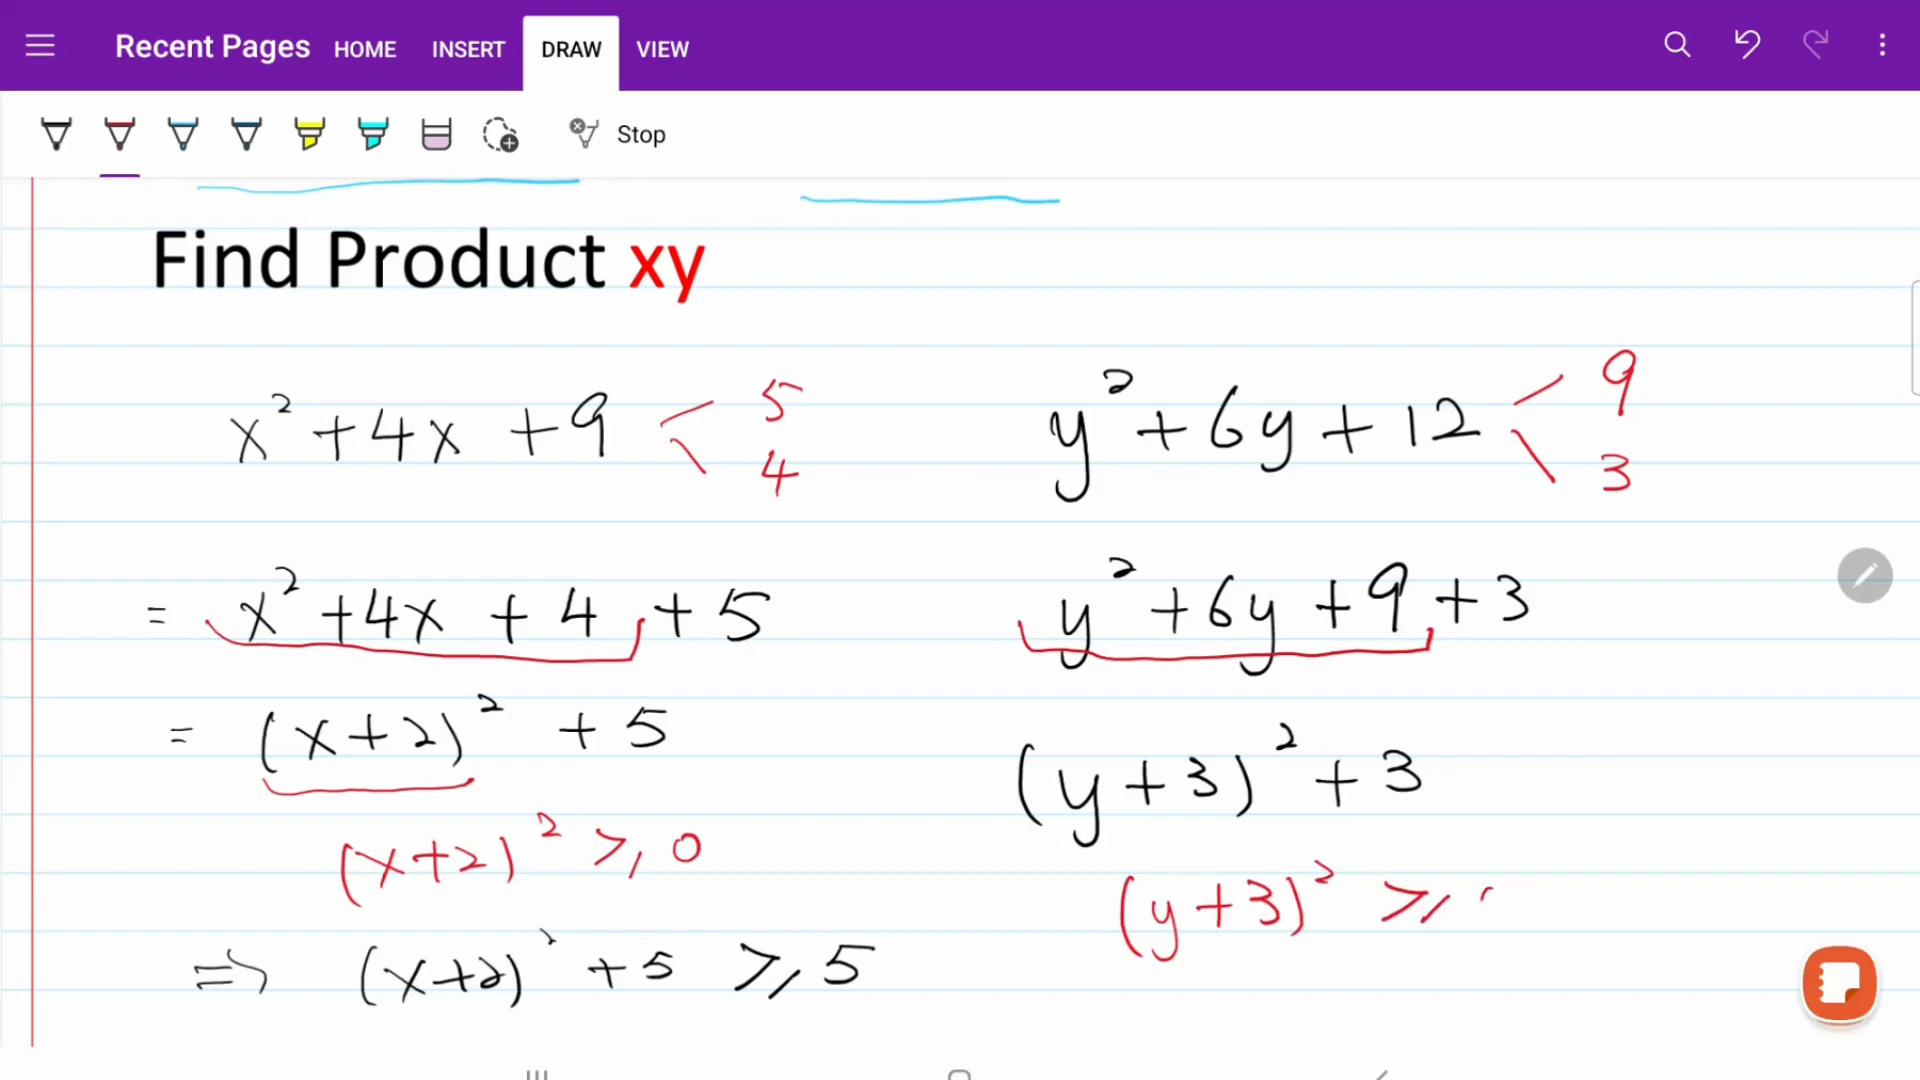 Recent Pages HOME INSERT DRAW VIEW
Stop
Find Product xy
x² + 4x + 9 5 4
y² + 6y + 12 9 3
= x² + 4x + 4 + 5
y² + 6y + 9 + 3
= (x+2)² + 5
(y+3)² + 3
(x+2)² ≥ 0
(y+3)² ≥
=> (x+2)² + 5 ≥ 5